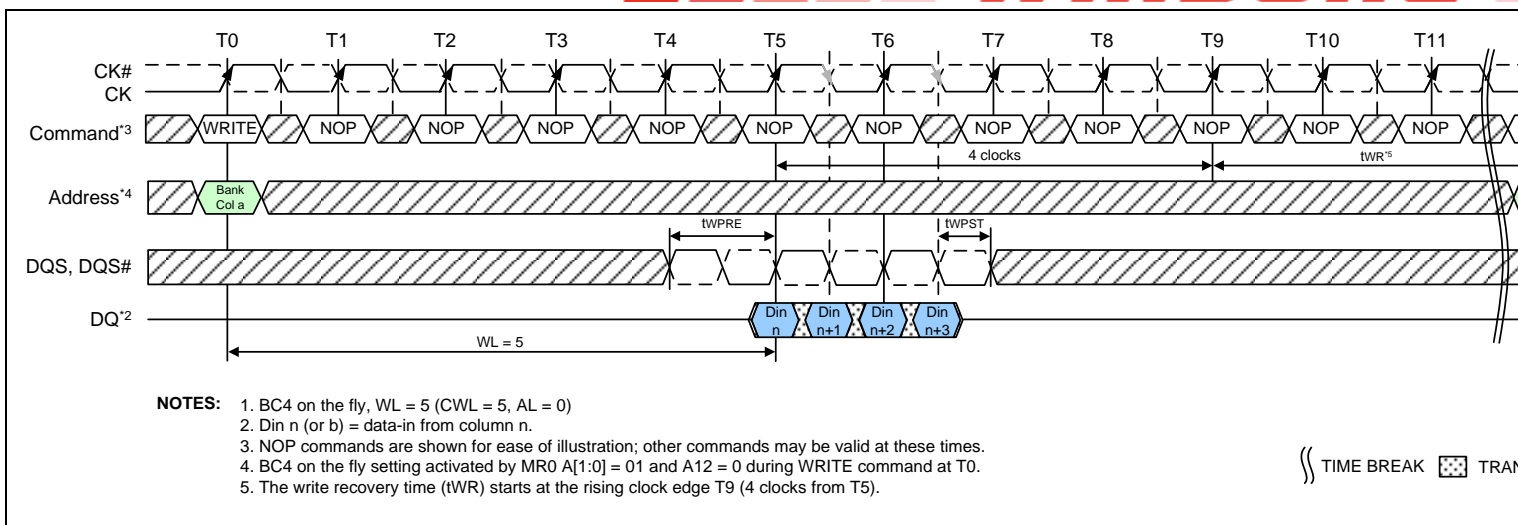 T0 T1 T2 T3 T4 T5 T6 T7 T8 T9 T10 T11
CK#
CK
Command*3 WRITE NOP NOP NOP NOP NOP NOP NOP NOP NOP NOP NOP
4 clocks tWR*5
Address*4 Bank Col a
tWPRE tWPST
DQS, DQS#
DQ*2 Din n Din n+1 Din n+2 Din n+3
WL = 5
NOTES: 1. BC4 on the fly, WL = 5 (CWL = 5, AL = 0)
2. Din n (or b) = data-in from column n.
3. NOP commands are shown for ease of illustration; other commands may be valid at these times.
4. BC4 on the fly setting activated by MR0 A[1:0] = 01 and A12 = 0 during WRITE command at T0.
5. The write recovery time (tWR) starts at the rising clock edge T9 (4 clocks from T5).
TIME BREAK